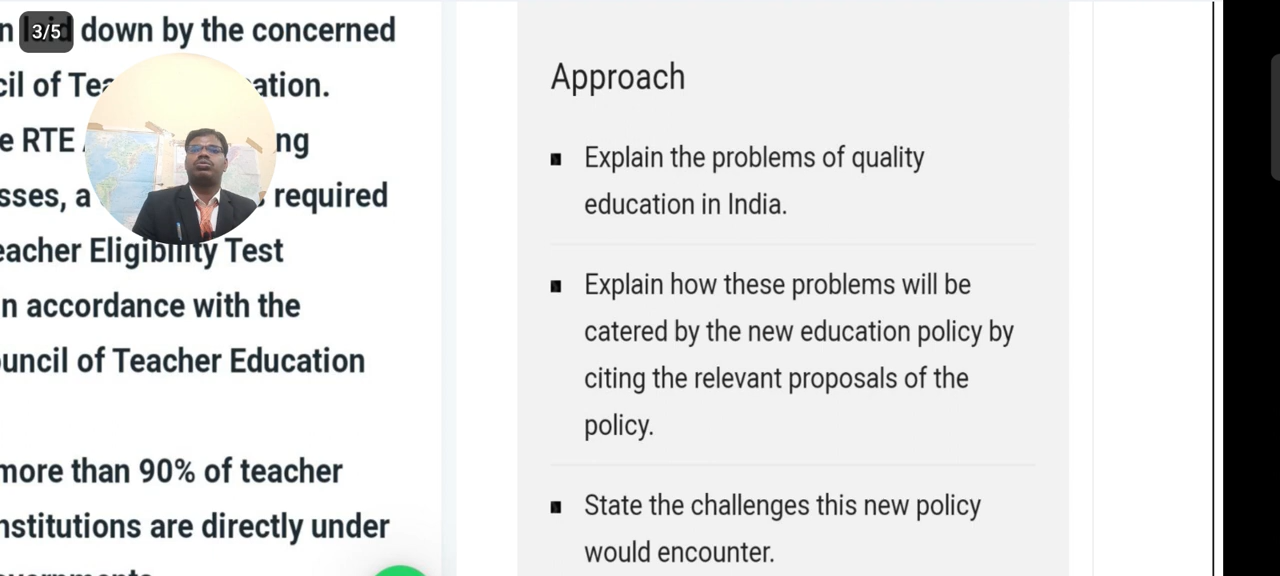 3/5
n laid down by the concerned
cil of Tea ation.
e RTE ng
sses, a required
eacher Eligibility Test
n accordance with the
ouncil of Teacher Education
more than 90% of teacher
nstitutions are directly under
Approach
Explain the problems of quality
education in India.
Explain how these problems will be
catered by the new education policy by
citing the relevant proposals of the
policy.
State the challenges this new policy
would encounter.